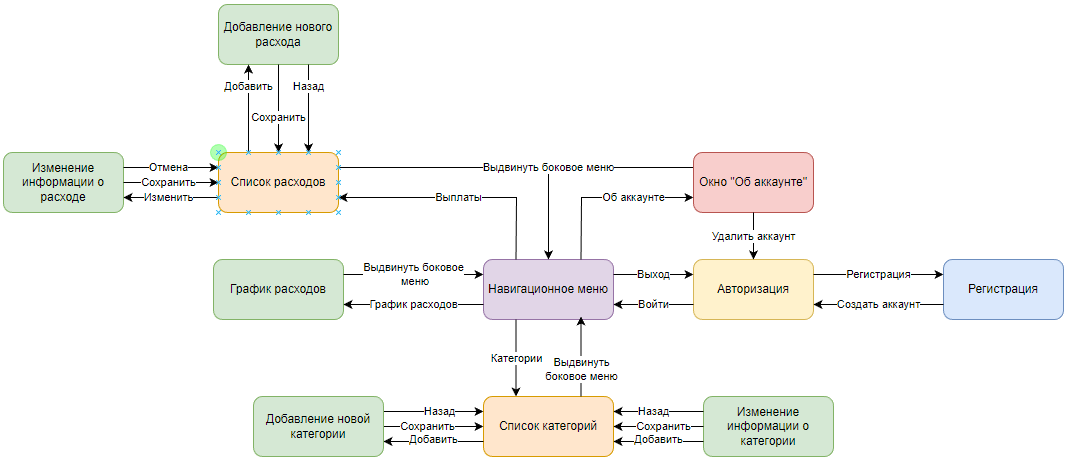 Добавление нового
расхода
Добавить
Назад
Сохранить
Изменение
информации о
расходе
Отмена
Сохранить
Изменить
Список расходов
Выдвинуть боковое меню
Выплаты
Об аккаунте
Окно "Об аккаунте"
Удалить аккаунт
График расходов
Выдвинуть боковое
меню
График расходов
Навигационное меню
Выход
Войти
Авторизация
Регистрация
Создать аккаунт
Регистрация
Категории
Выдвинуть
боковое меню
Добавление новой
категории
Назад
Сохранить
Добавить
Список категорий
Назад
Сохранить
Добавить
Изменение
информации о
категории